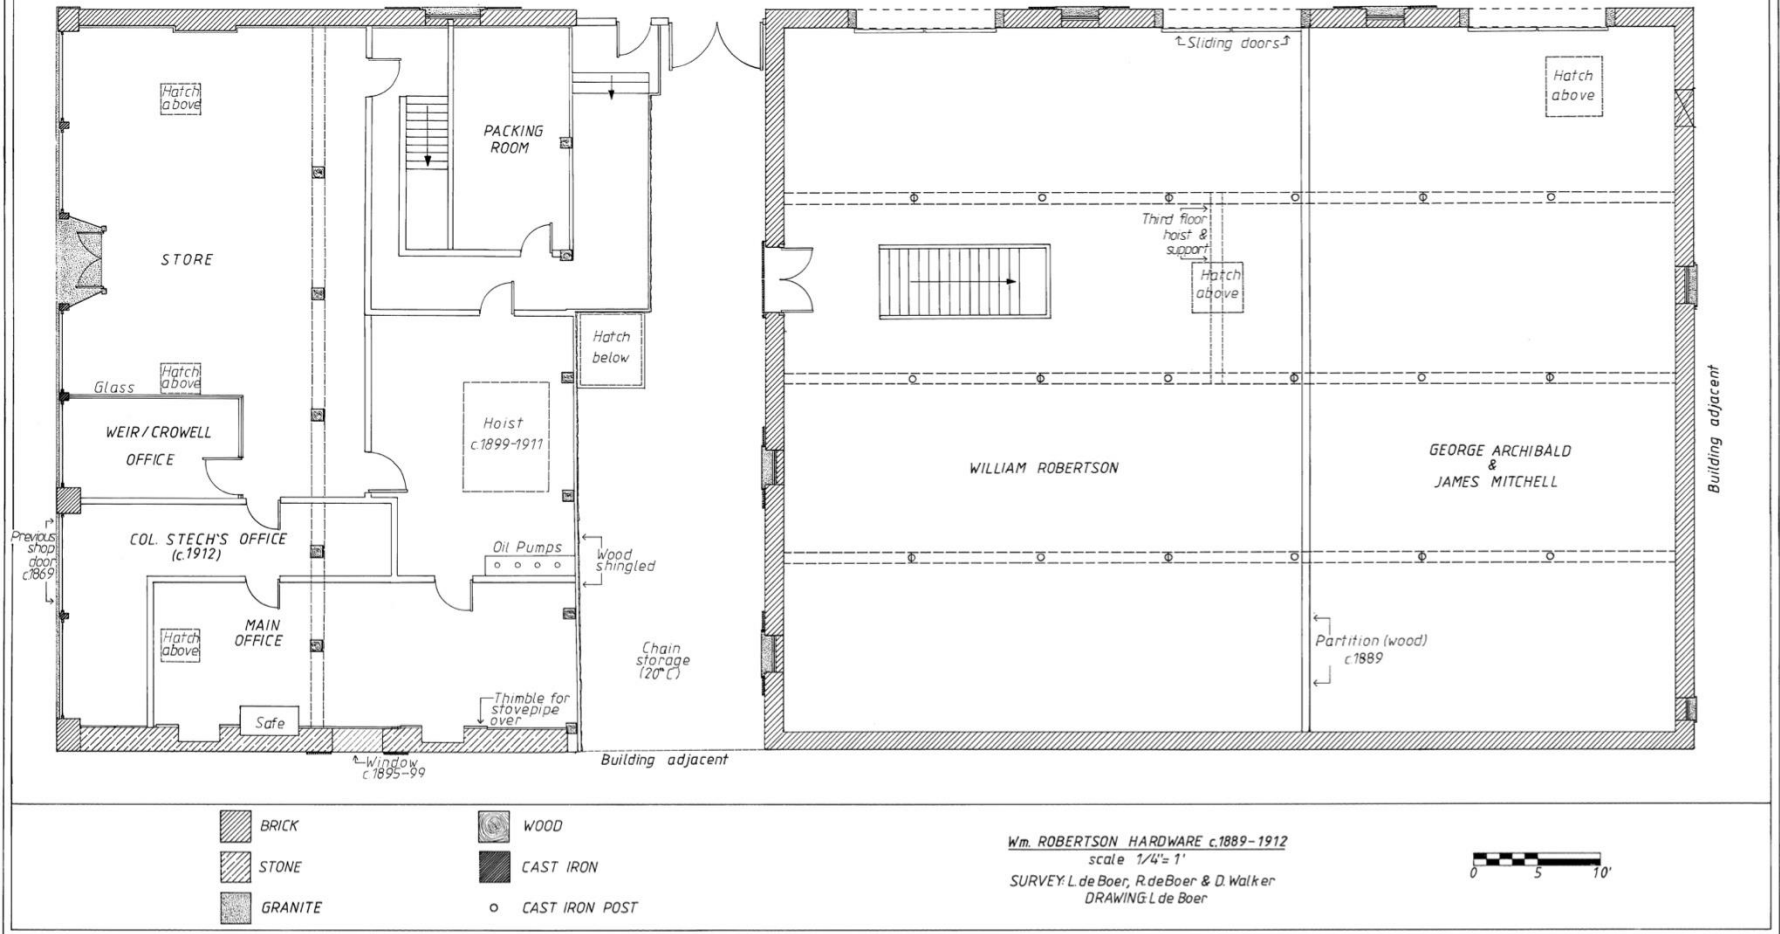 Hatch
above
PACKING
ROOM
STORE
Glass
Hatch
above
WEIR/CROWELL
OFFICE
Hoist
c.1899-1911
Hatch
below
COL. STECH'S OFFICE
(c.1912)
Previous
shop
door
c.1869
Oil Pumps
Wood
shingled
MAIN
OFFICE
Hatch
above
Safe
Thimble for
stovepipe
over
Chain
storage
(20°C)
Window
c.1895-99
Building adjacent
Sliding doors
Hatch
above
Third floor
hoist &
support
Hatch
above
WILLIAM ROBERTSON
GEORGE ARCHIBALD
&
JAMES MITCHELL
Partition (wood)
c.1889
Building adjacent
BRICK
STONE
GRANITE
WOOD
CAST IRON
CAST IRON POST
Wm. ROBERTSON HARDWARE c.1889-1912
scale 1/4"= 1'
SURVEY: L.de Boer, R.deBoer & D. Walker
DRAWING: L de Boer
0 5 10'